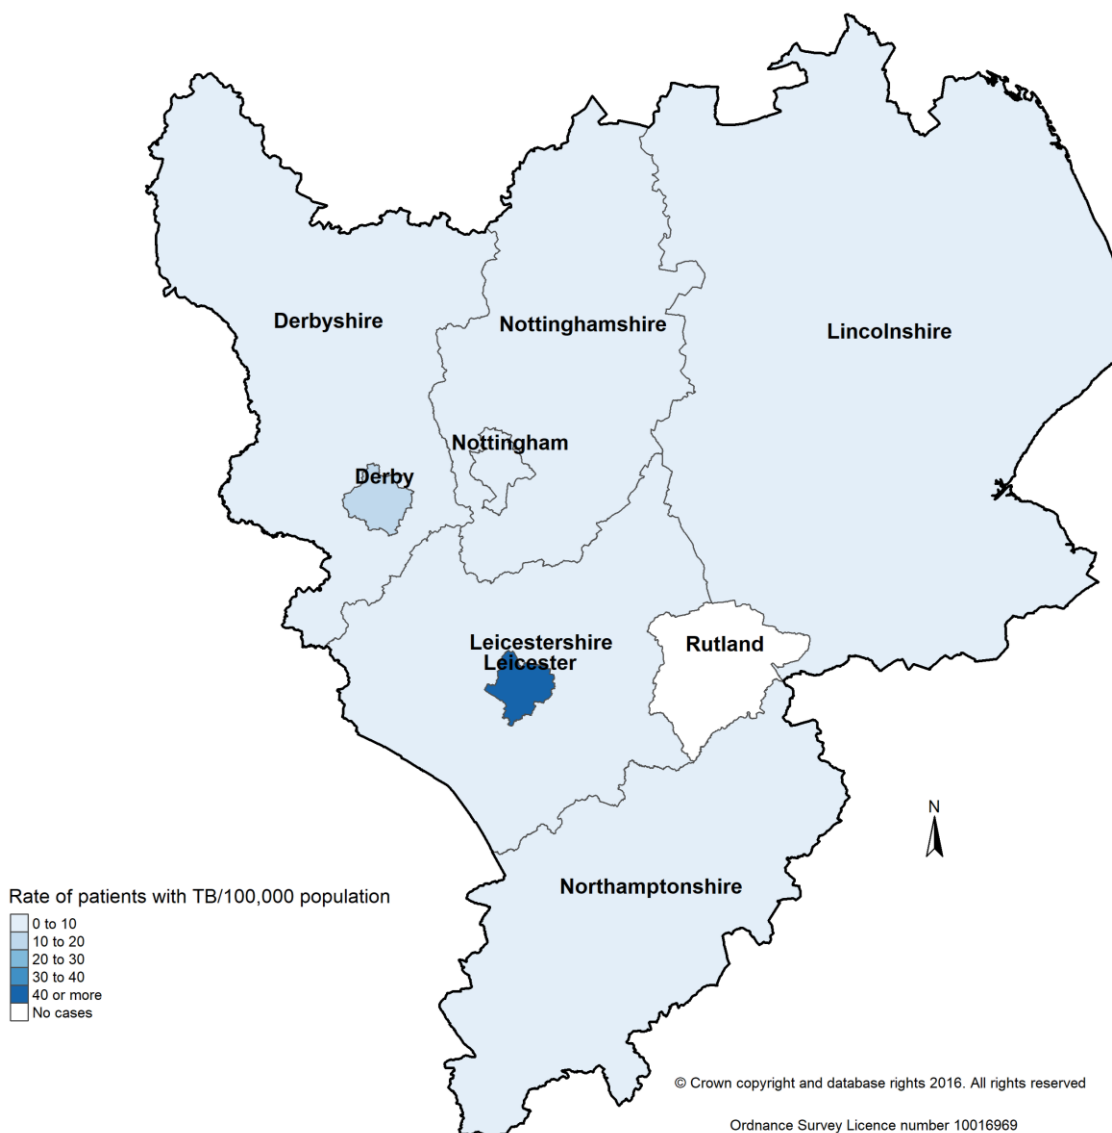 Derbyshire
Nottinghamshire
Lincolnshire
Nottingham
Derby
Leicestershire
Leicester
Rutland
N
Northamptonshire
Rate of patients with TB/100,000 population
0 to 10
10 to 20
20 to 30
30 to 40
40 or more
No cases
© Crown copyright and database rights 2016. All rights reserved
Ordnance Survey Licence number 10016969